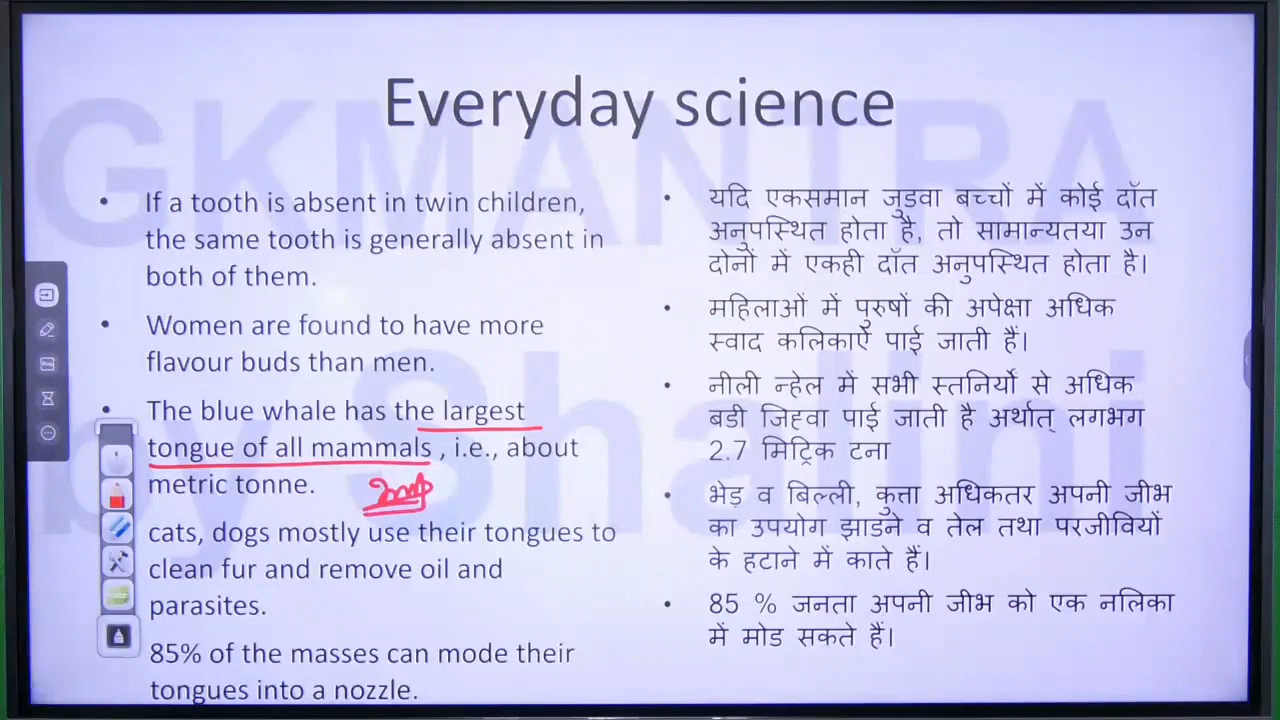 Everyday science
• If a tooth is absent in twin children,
the same tooth is generally absent in
both of them.
• Women are found to have more
flavour buds than men.
• The blue whale has the largest
tongue of all mammals , i.e., about
metric tonne.
cats, dogs mostly use their tongues to
clean fur and remove oil and
parasites.
85% of the masses can mode their
tongues into a nozzle.
• यदि एकसमान जुडवा बच्चों में कोई दाँत
अनुपस्थित होता है, तो सामान्यतया उन
दोनों में एकही दाँत अनुपस्थित होता है।
• महिलाओं में पुरुषों की अपेक्षा अधिक
स्वाद कलिकाऐं पाई जाती हैं।
• नीली न्हेल में सभी स्तनिर्यो से अधिक
बडी जिह्वा पाई जाती है अर्थात् लगभग
2.7 मिट्रिक टना
• भेड़ व बिल्ली, कुत्ता अधिकतर अपनी जीभ
का उपयोग झाडने व तेल तथा परजीवियों
के हटाने में काते हैं।
• 85 % जनता अपनी जीभ को एक नलिका
में मोड सकते हैं।
GKMANTRA
by Shalini